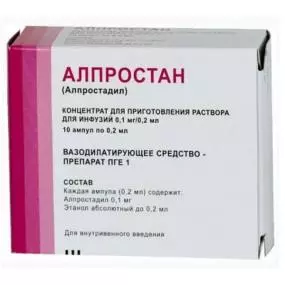 АЛПРОСТАН
(Алпростадил)
КОНЦЕНТРАТ ДЛЯ ПРИГОТОВЛЕНИЯ РАСТВОРА
ДЛЯ ИНФУЗИЙ 0,1 мг/0,2 мл
10 ампул по 0,2 мл
ВАЗОДИЛАТИРУЮЩЕЕ СРЕДСТВО -
ПРЕПАРАТ ПГЕ 1
СОСТАВ
Каждая ампула (0,2 мл) содержит:
Алпростадил 0,1 мг
Этанол абсолютный до 0,2 мл
Для внутривенного введения